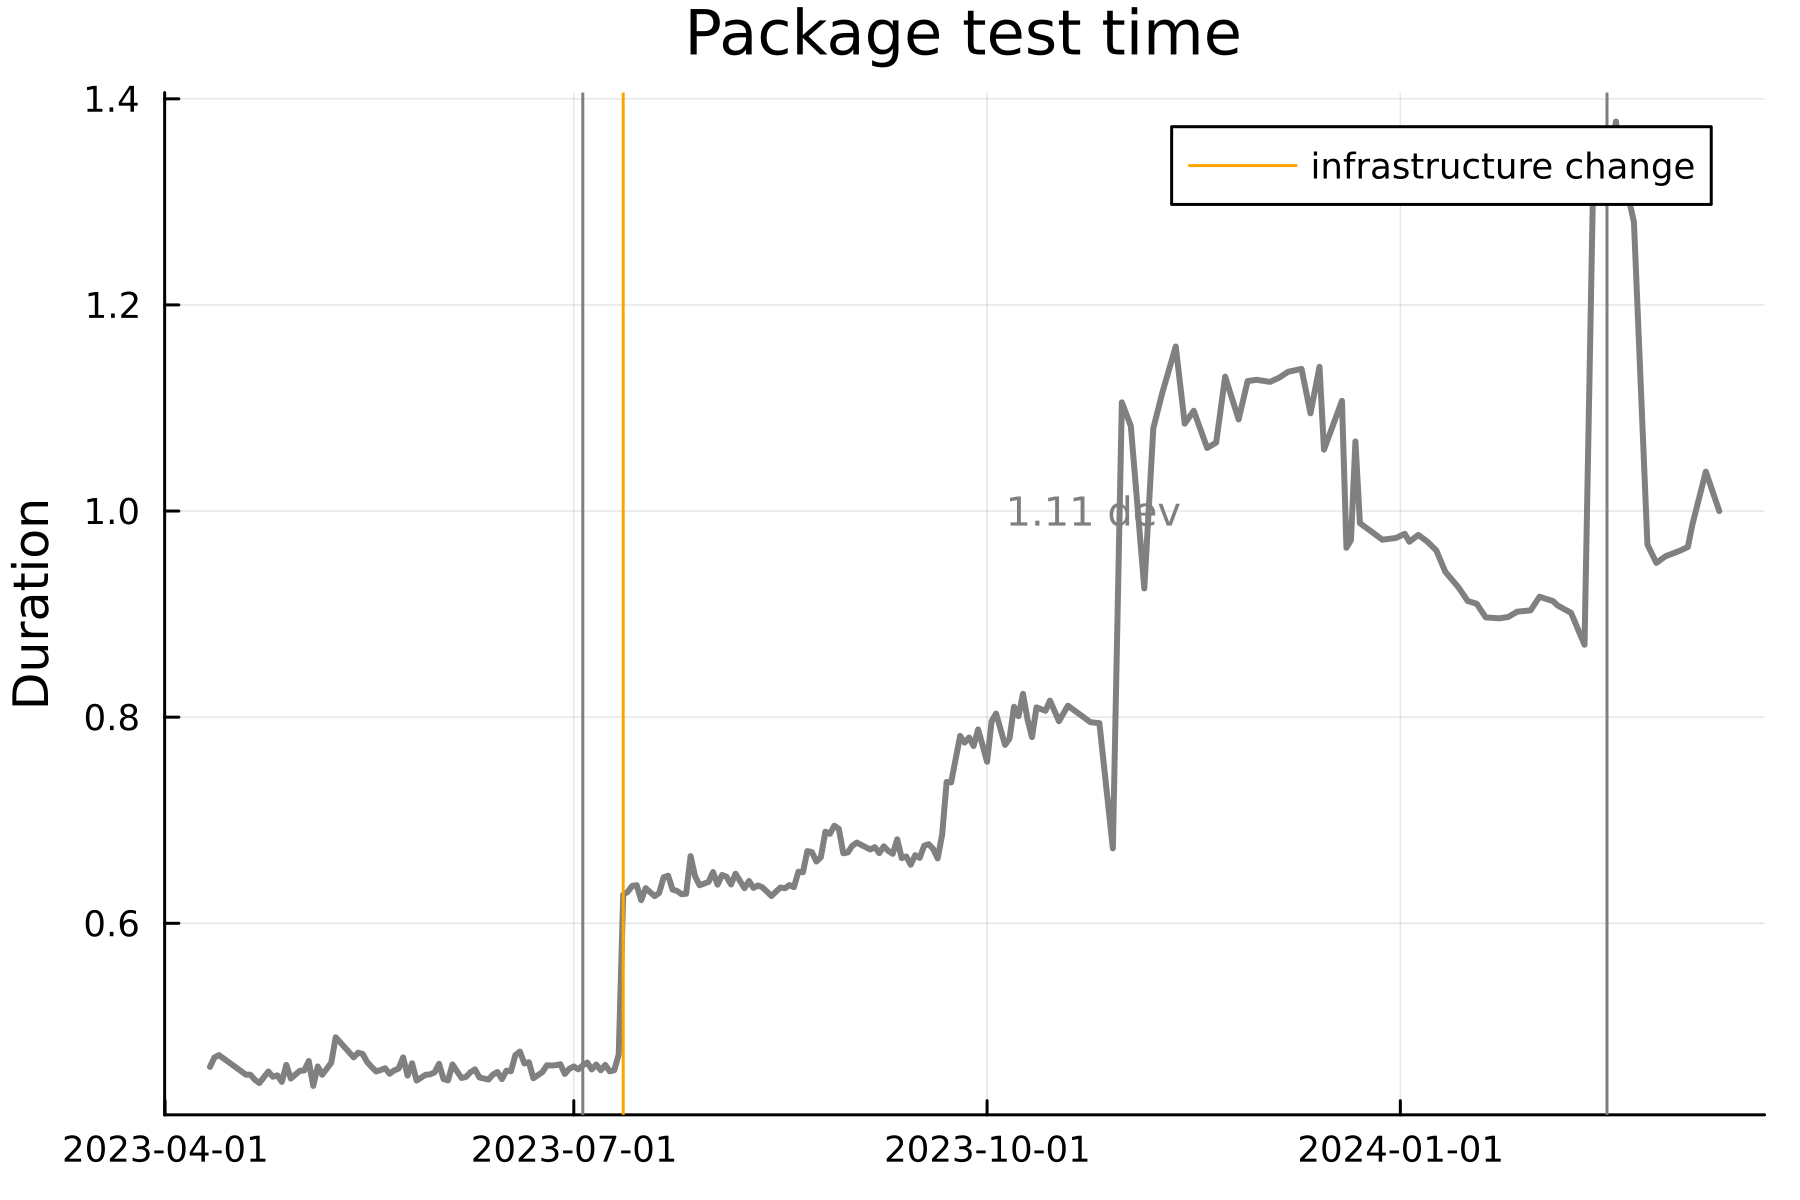 Package test time
1.4
infrastructure change
1.2
1.0
1.11 dev
Duration
0.8
0.6
2023-04-01
2023-07-01
2023-10-01
2024-01-01